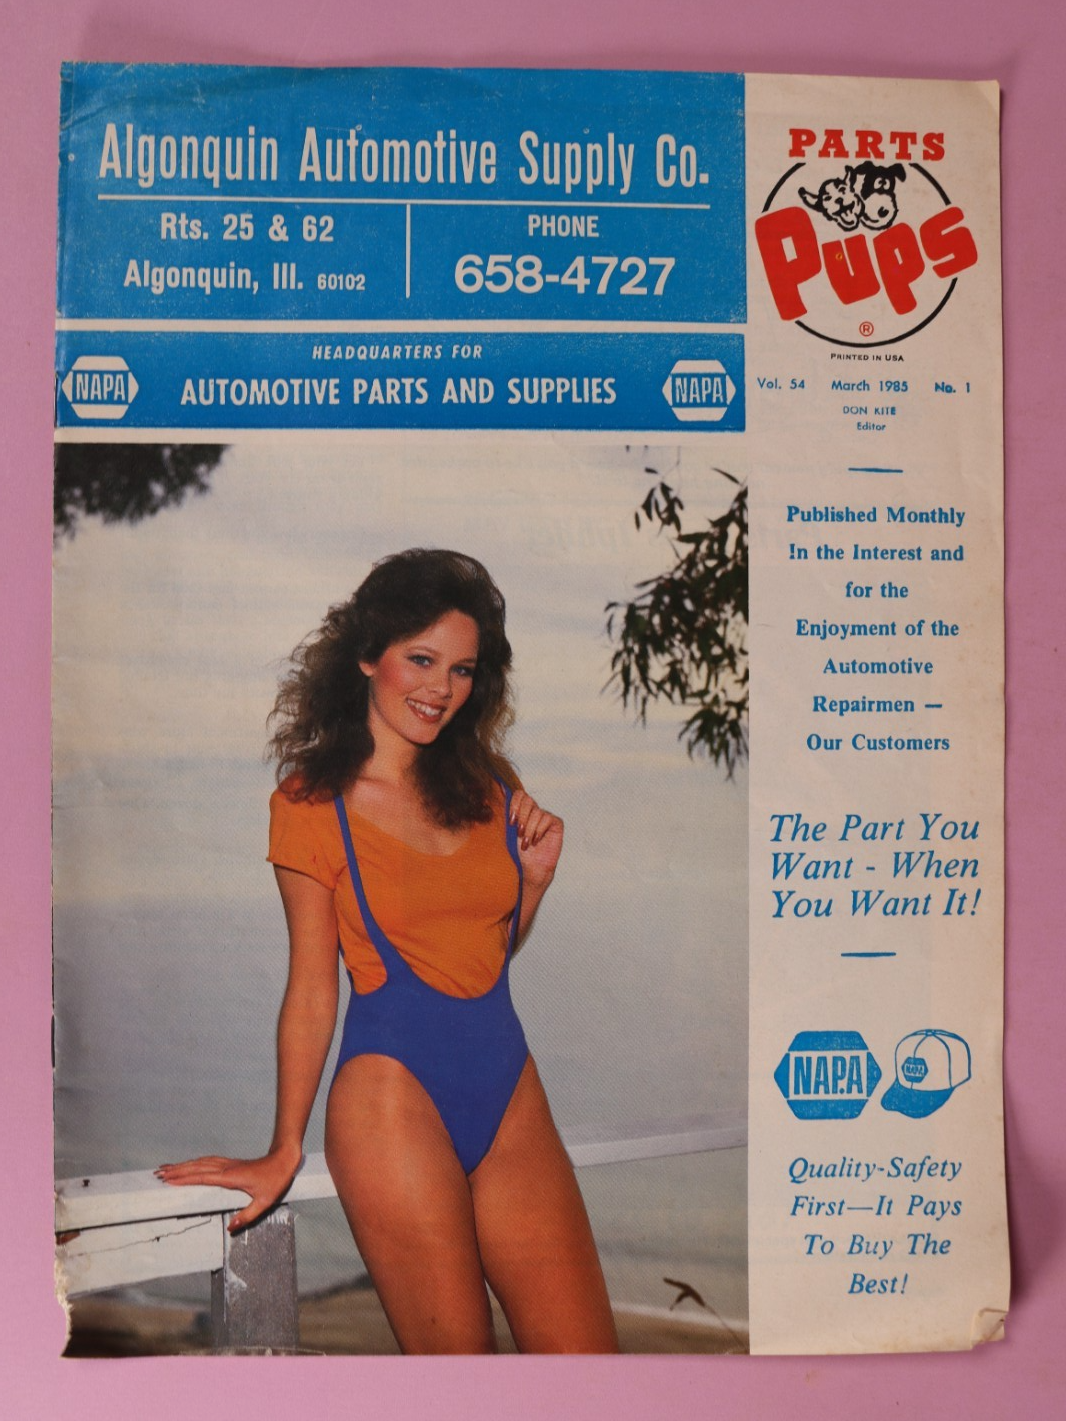 Algonquin Automotive Supply Co.
Rts. 25 & 62
Algonquin, Ill. 60102
PHONE
658-4727
HEADQUARTERS FOR
NAPA
AUTOMOTIVE PARTS AND SUPPLIES
NAPA
PARTS
Pups
®
PRINTED IN USA
Vol. 54 March 1985 No. 1
DON KITE
Editor
Published Monthly
In the Interest and
for the
Enjoyment of the
Automotive
Repairmen —
Our Customers
The Part You
Want - When
You Want It!
NAPA
NAPA
Quality-Safety
First—It Pays
To Buy The
Best!